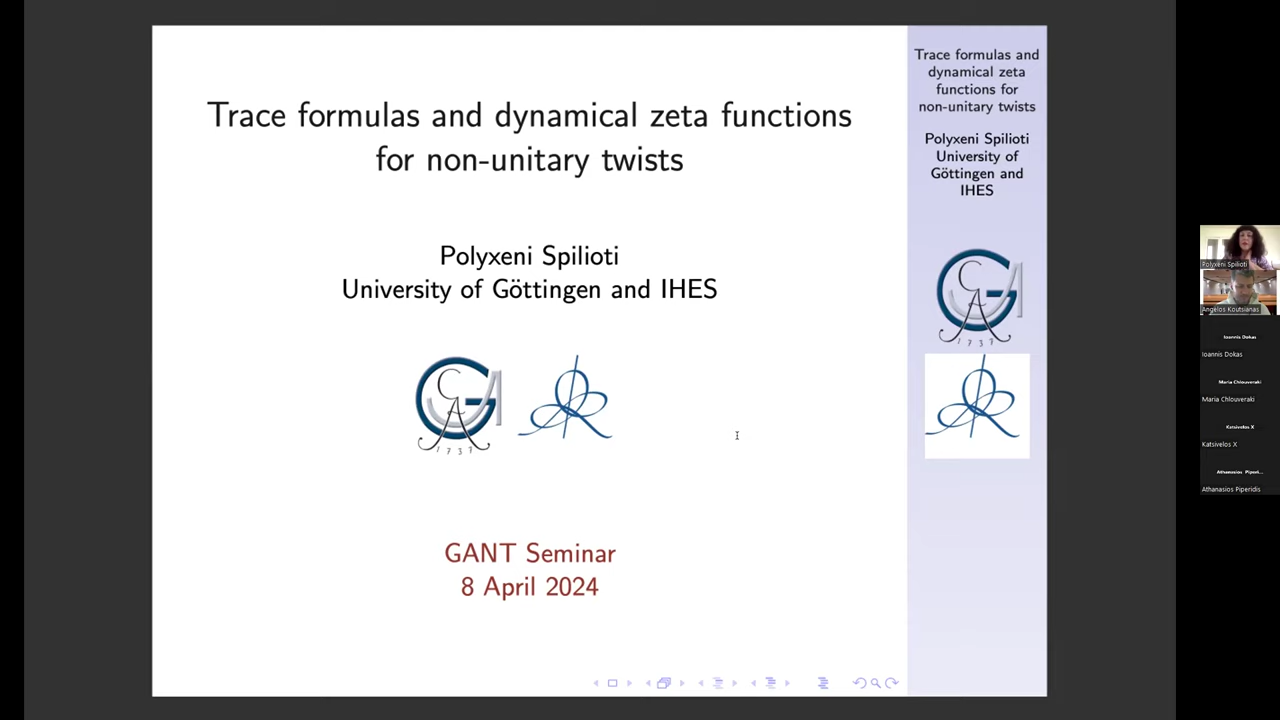 Trace formulas and dynamical zeta functions
for non-unitary twists
Polyxeni Spilioti
University of Göttingen and IHES
1737
GANT Seminar
8 April 2024
Trace formulas and
dynamical zeta
functions for
non-unitary twists
Polyxeni Spilioti
University of
Göttingen and
IHES
1737
Polyxeni Spilioti
Angelos Koutsianas
Ioannis Dokas
Ioannis Dokas
Maria Chlouveraki
Maria Chlouveraki
Katsivelos X
Katsivelos X
Athanasios Piperi...
Athanasios Piperidis